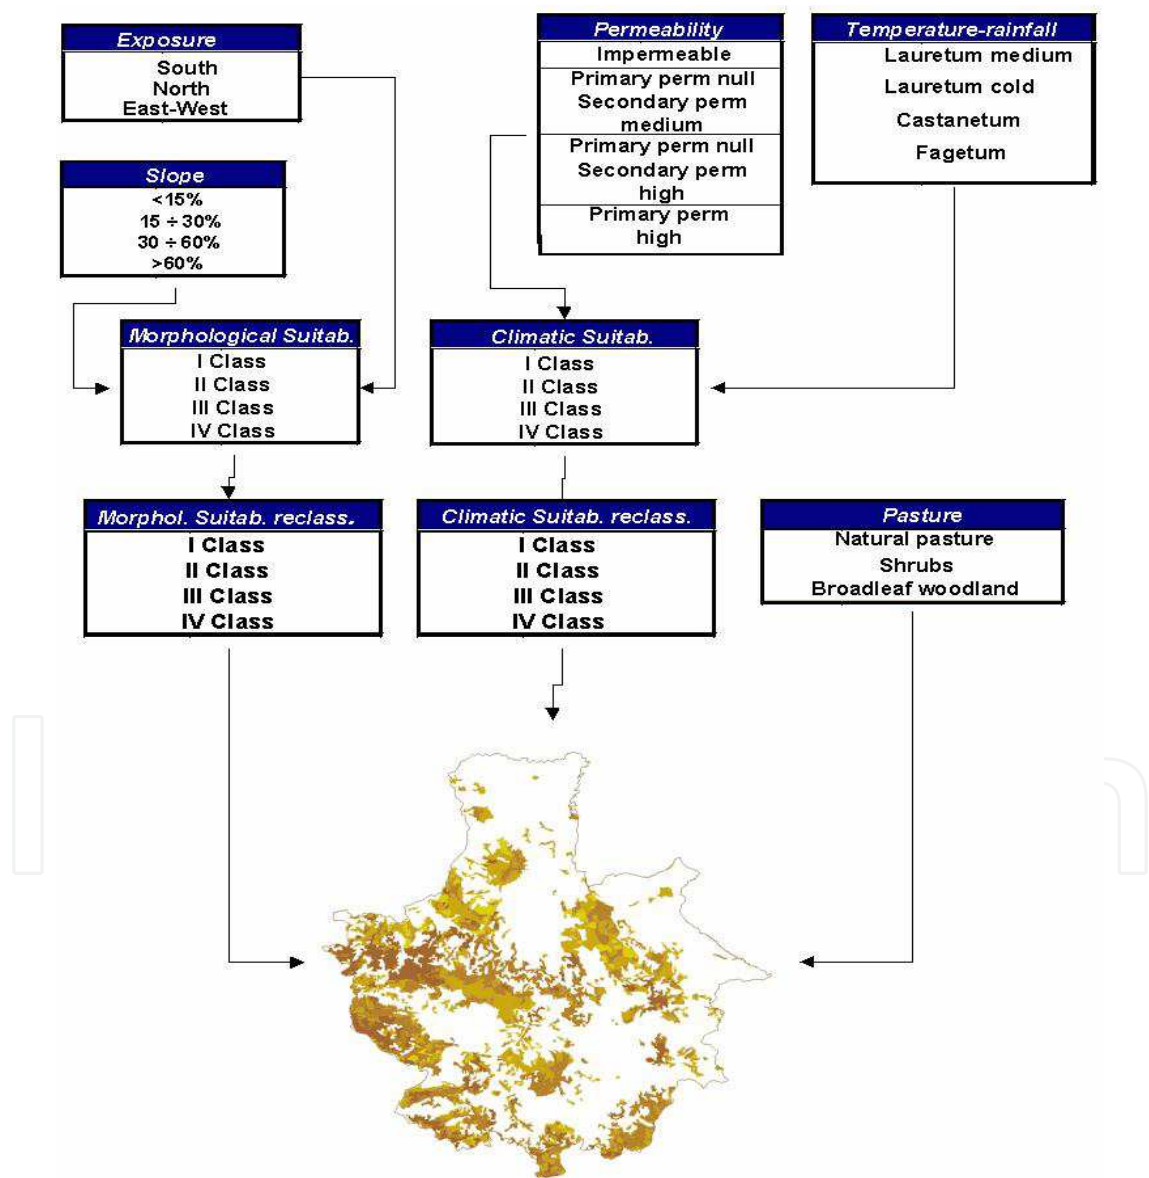 Exposure
South
North
East-West
Slope
<15%
15 ÷ 30%
30 ÷ 60%
>60%
Permeability
Impermeable
Primary perm null
Secondary perm
medium
Primary perm null
Secondary perm
high
Primary perm
high
Temperature-rainfall
Lauretum medium
Lauretum cold
Castanetum
Fagetum
Morphological Suitab.
I Class
II Class
III Class
IV Class
Climatic Suitab.
I Class
II Class
III Class
IV Class
Morphol. Suitab. reclass.
I Class
II Class
III Class
IV Class
Climatic Suitab. reclass.
I Class
II Class
III Class
IV Class
Pasture
Natural pasture
Shrubs
Broadleaf woodland